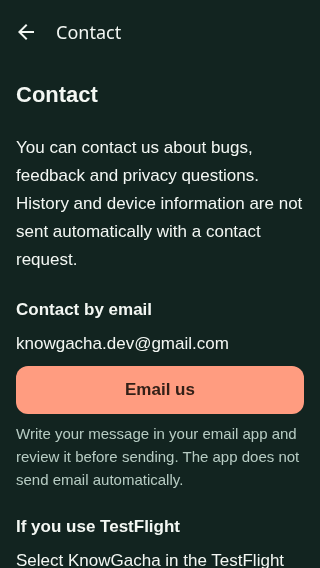 Contact
Contact
You can contact us about bugs,
feedback and privacy questions.
History and device information are not
sent automatically with a contact
request.
Contact by email
knowgacha.dev@gmail.com
Email us
Write your message in your email app and
review it before sending. The app does not
send email automatically.
If you use TestFlight
Select KnowGacha in the TestFlight